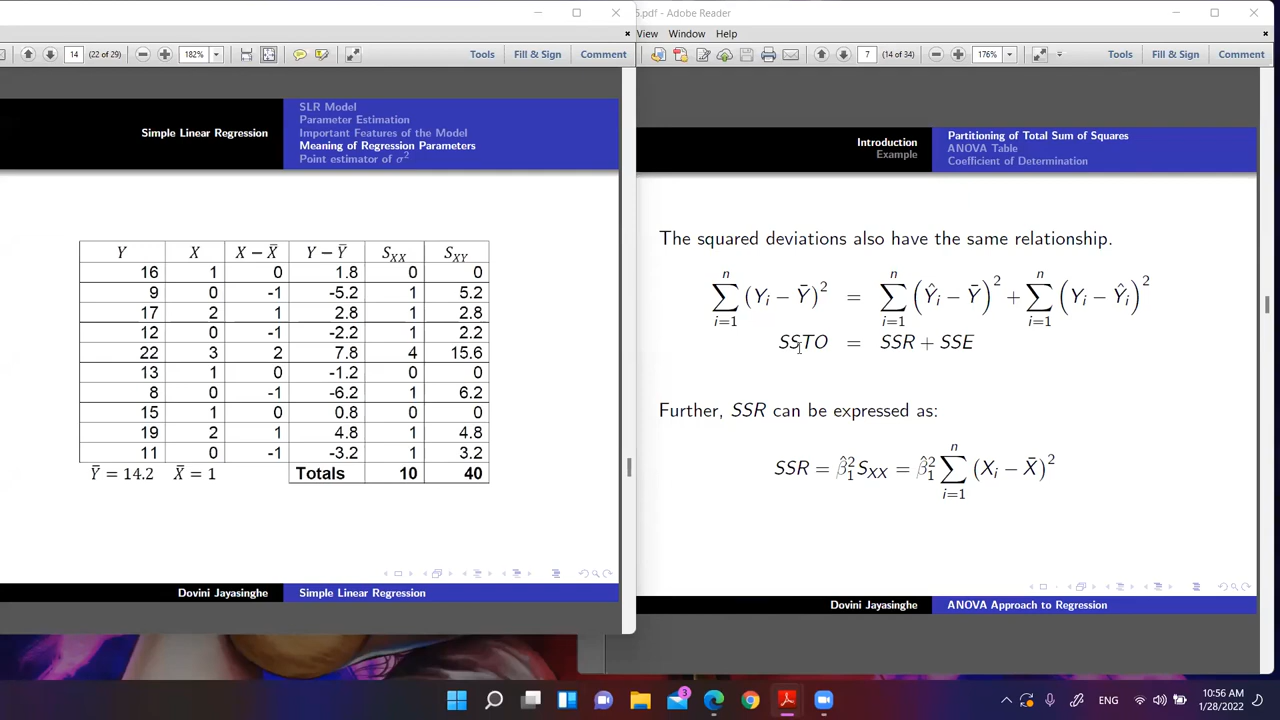 5.pdf - Adobe Reader
View Window Help
14 (22 of 29) 182% Tools Fill & Sign Comment
7 (14 of 34) 176% Tools Fill & Sign Comment
Simple Linear Regression
SLR Model
Parameter Estimation
Important Features of the Model
Meaning of Regression Parameters
Point estimator of σ²
Y X X − X̄ Y − Ȳ S_XX S_XY
16 1 0 1.8 0 0
9 0 -1 -5.2 1 5.2
17 2 1 2.8 1 2.8
12 0 -1 -2.2 1 2.2
22 3 2 7.8 4 15.6
13 1 0 -1.2 0 0
8 0 -1 -6.2 1 6.2
15 1 0 0.8 0 0
19 2 1 4.8 1 4.8
11 0 -1 -3.2 1 3.2
Ȳ = 14.2 X̄ = 1 Totals 10 40
Dovini Jayasinghe Simple Linear Regression
Introduction
Example
Partitioning of Total Sum of Squares
ANOVA Table
Coefficient of Determination
The squared deviations also have the same relationship.
∑_{i=1}^{n} (Y_i − Ȳ)² = ∑_{i=1}^{n} (Ŷ_i − Ȳ)² + ∑_{i=1}^{n} (Y_i − Ŷ_i)²
SSTO = SSR + SSE
Further, SSR can be expressed as:
SSR = β̂₁² S_XX = β̂₁² ∑_{i=1}^{n} (X_i − X̄)²
Dovini Jayasinghe ANOVA Approach to Regression
3
ENG
10:56 AM
1/28/2022